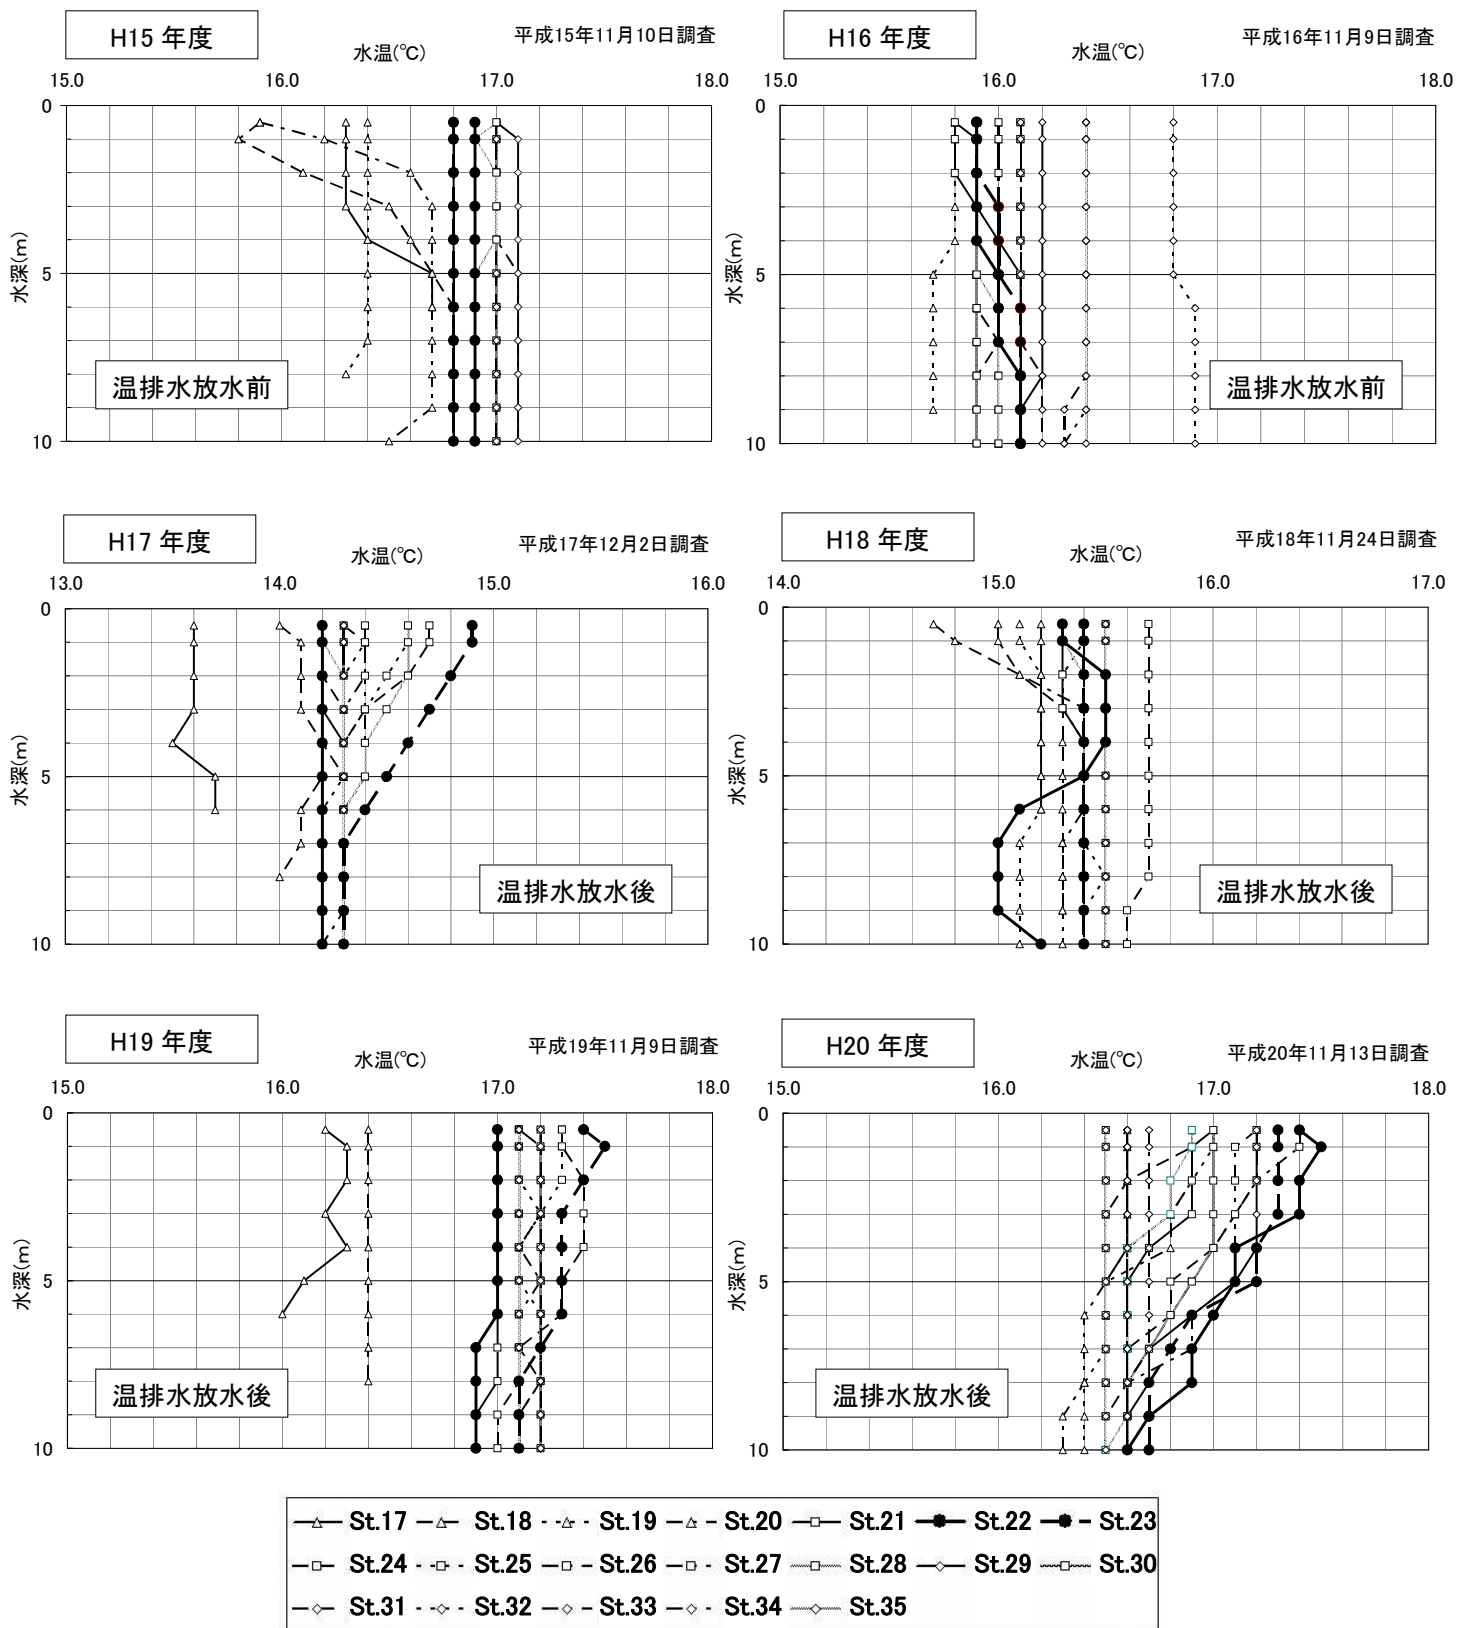 H15 年度
水温(℃)
平成15年11月10日調査
15.0 16.0 17.0 18.0
0
5
10
水深(m)
温排水放水前
H16 年度
水温(℃)
平成16年11月9日調査
15.0 16.0 17.0 18.0
0
5
10
水深(m)
温排水放水前
H17 年度
水温(℃)
平成17年12月2日調査
13.0 14.0 15.0 16.0
0
5
10
水深(m)
温排水放水後
H18 年度
水温(℃)
平成18年11月24日調査
14.0 15.0 16.0 17.0
0
5
10
水深(m)
温排水放水後
H19 年度
水温(℃)
平成19年11月9日調査
15.0 16.0 17.0 18.0
0
5
10
水深(m)
温排水放水後
H20 年度
水温(℃)
平成20年11月13日調査
15.0 16.0 17.0 18.0
0
5
10
水深(m)
温排水放水後
St.17 St.18 St.19 St.20 St.21 St.22 St.23
St.24 St.25 St.26 St.27 St.28 St.29 St.30
St.31 St.32 St.33 St.34 St.35